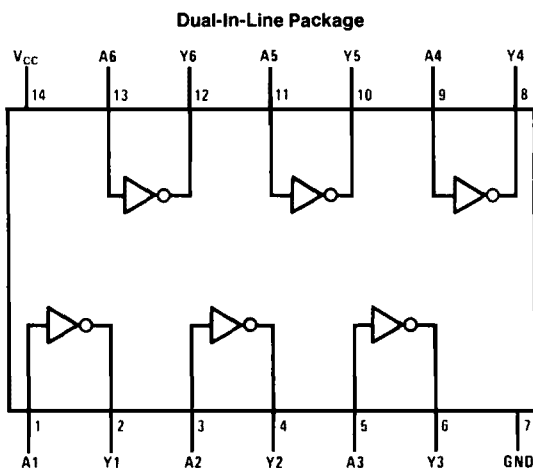 Dual-In-Line Package
VCC A6 Y6 A5 Y5 A4 Y4
14 13 12 11 10 9 8
1 2 3 4 5 6 7
A1 Y1 A2 Y2 A3 Y3 GND